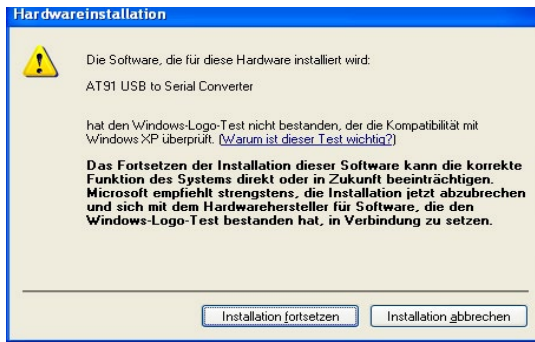 Hardwareinstallation
Die Software, die für diese Hardware installiert wird:
AT91 USB to Serial Converter
hat den Windows-Logo-Test nicht bestanden, der die Kompatibilität mit
Windows XP überprüft. (Warum ist dieser Test wichtig?)
Das Fortsetzen der Installation dieser Software kann die korrekte
Funktion des Systems direkt oder in Zukunft beeinträchtigen.
Microsoft empfiehlt strengstens, die Installation jetzt abzubrechen
und sich mit dem Hardwarehersteller für Software, die den
Windows-Logo-Test bestanden hat, in Verbindung zu setzen.
Installation fortsetzen
Installation abbrechen